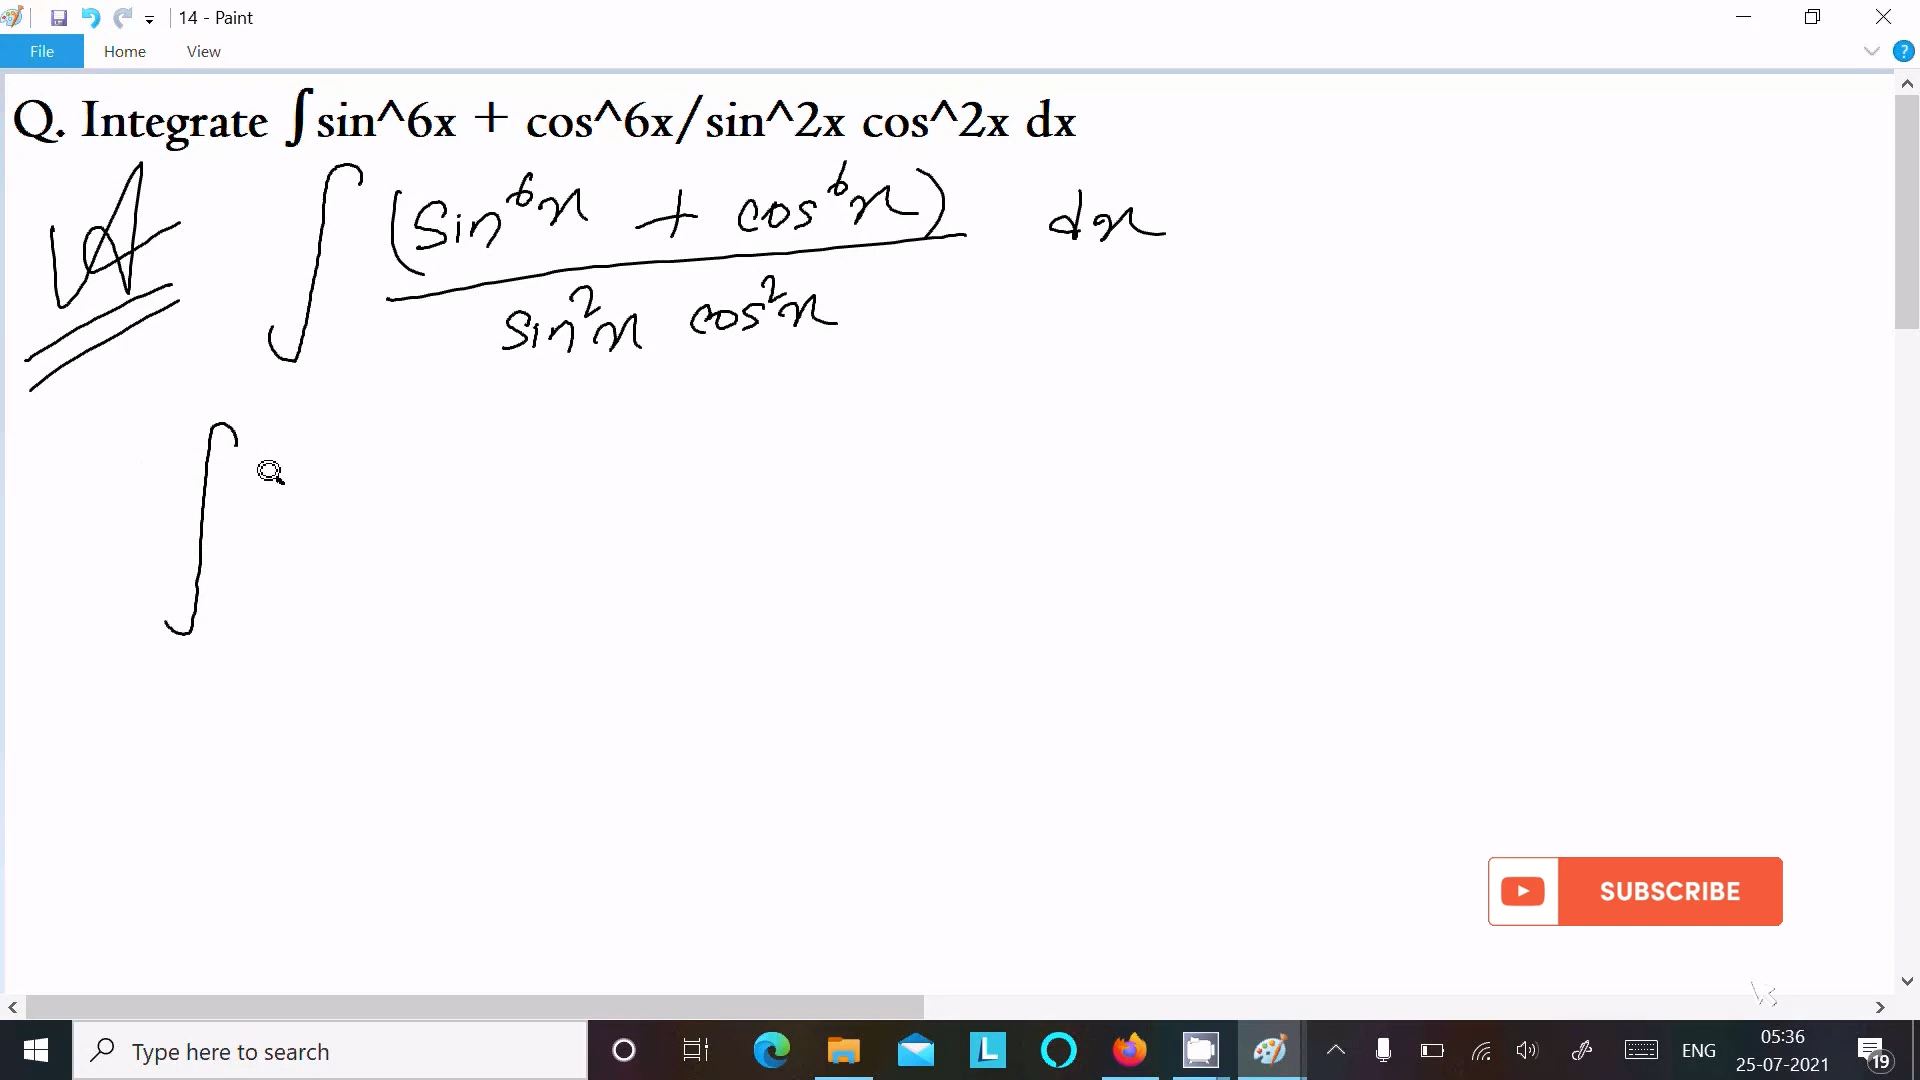 14 - Paint
File Home View
Q. Integrate ∫sin^6x + cos^6x/sin^2x cos^2x dx
∫ (sin⁶x + cos⁶x) dx
sin²x cos²x
∫
SUBSCRIBE
Type here to search
L
ENG
05:36
25-07-2021
19